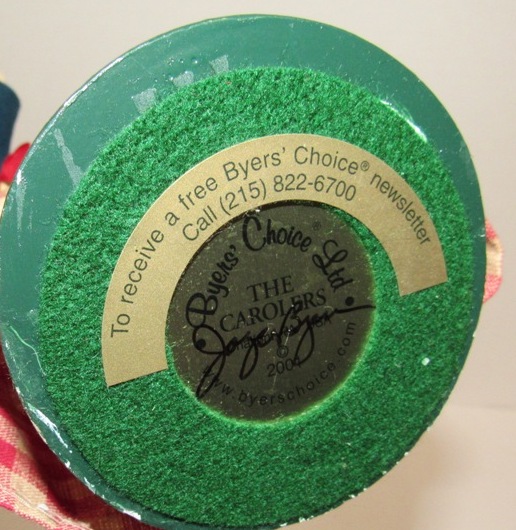 To receive a free Byers' Choice® newsletter
Call (215) 822-6700
Byers' Choice® Ltd.
THE
CAROLERS
©
www.byerschoice.com